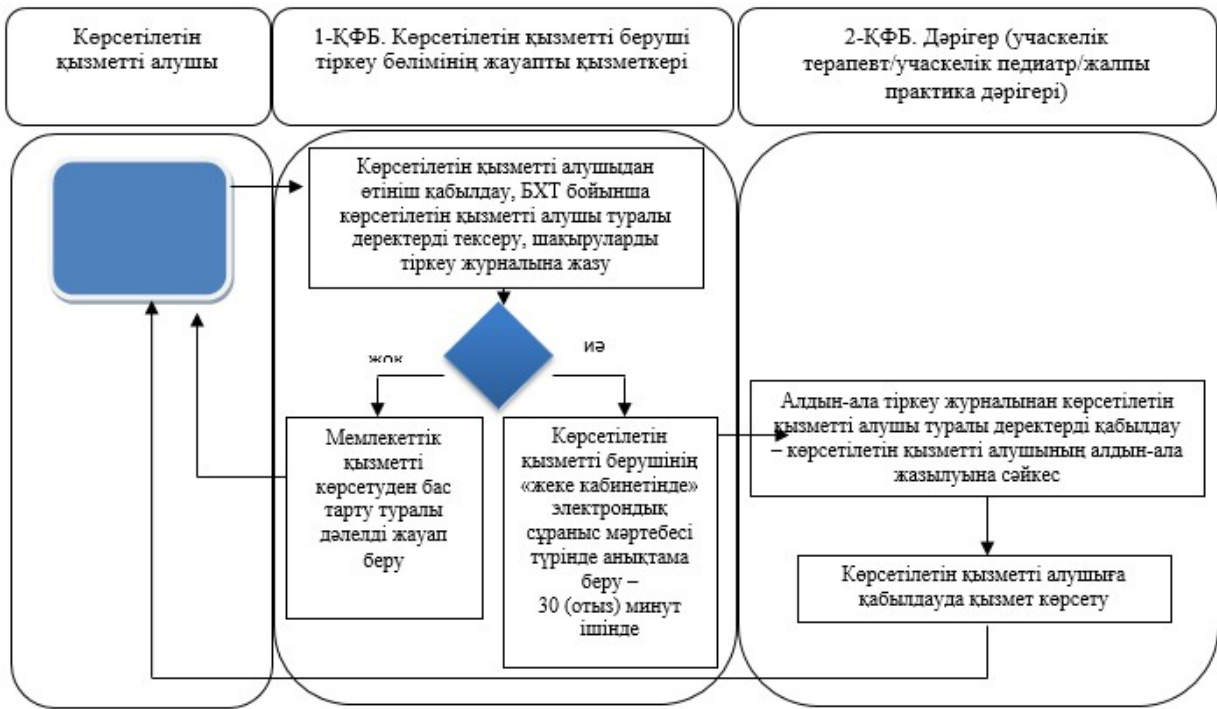 Көрсетілетін
қызметті алушы
1-ҚФБ. Көрсетілетін қызметті беруші
тіркеу бөлімінің жауапты қызметкері
2-ҚФБ. Дәрігер (учаскелік
терапевт/учаскелік педиатр/жалпы
практика дәрігері)
Көрсетілетін қызметті алушыдан
өтініш қабылдау, БХТ бойынша
көрсетілетін қызметті алушы туралы
деректерді тексеру, шақыруларды
тіркеу журналына жазу
жоқ
иә
Мемлекеттік
қызметті
көрсетуден бас
тарту туралы
дәлелді жауап
беру
Көрсетілетін
қызметті берушінің
«жеке кабинетінде»
электрондық
сұраныс мәртебесі
түрінде анықтама
беру –
30 (отыз) минут
ішінде
Алдын-ала тіркеу журналынан көрсетілетін
қызметті алушы туралы деректерді қабылдау
– көрсетілетін қызметті алушының алдын-ала
жазылуына сәйкес
Көрсетілетін қызметті алушыға
қабылдауда қызмет көрсету